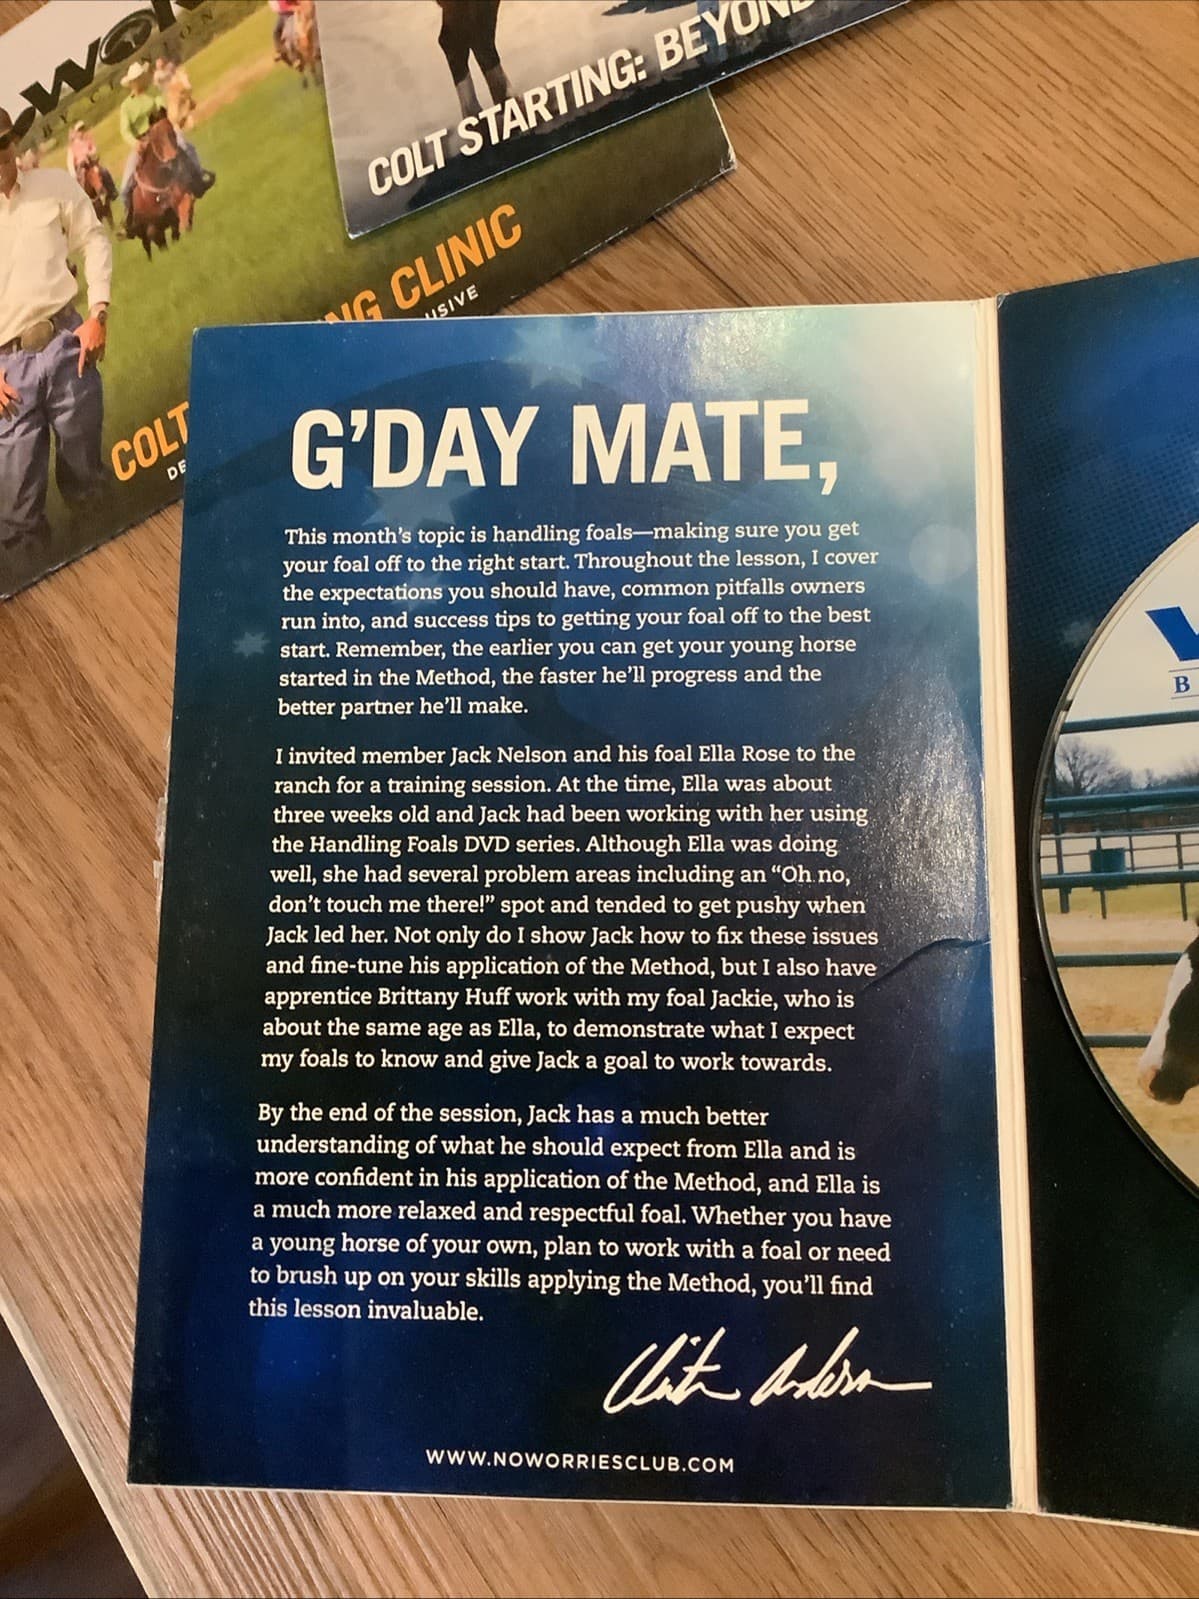 COLT STARTING: BEYOND
NG CLINIC
USIVE
COLT
DE
G'DAY MATE,
This month's topic is handling foals—making sure you get
your foal off to the right start. Throughout the lesson, I cover
the expectations you should have, common pitfalls owners
run into, and success tips to getting your foal off to the best
start. Remember, the earlier you can get your young horse
started in the Method, the faster he'll progress and the
better partner he'll make.
I invited member Jack Nelson and his foal Ella Rose to the
ranch for a training session. At the time, Ella was about
three weeks old and Jack had been working with her using
the Handling Foals DVD series. Although Ella was doing
well, she had several problem areas including an “Oh no,
don't touch me there!” spot and tended to get pushy when
Jack led her. Not only do I show Jack how to fix these issues
and fine-tune his application of the Method, but I also have
apprentice Brittany Huff work with my foal Jackie, who is
about the same age as Ella, to demonstrate what I expect
my foals to know and give Jack a goal to work towards.
By the end of the session, Jack has a much better
understanding of what he should expect from Ella and is
more confident in his application of the Method, and Ella is
a much more relaxed and respectful foal. Whether you have
a young horse of your own, plan to work with a foal or need
to brush up on your skills applying the Method, you'll find
this lesson invaluable.
Clinton Anderson
WWW.NOWORRIESCLUB.COM
B